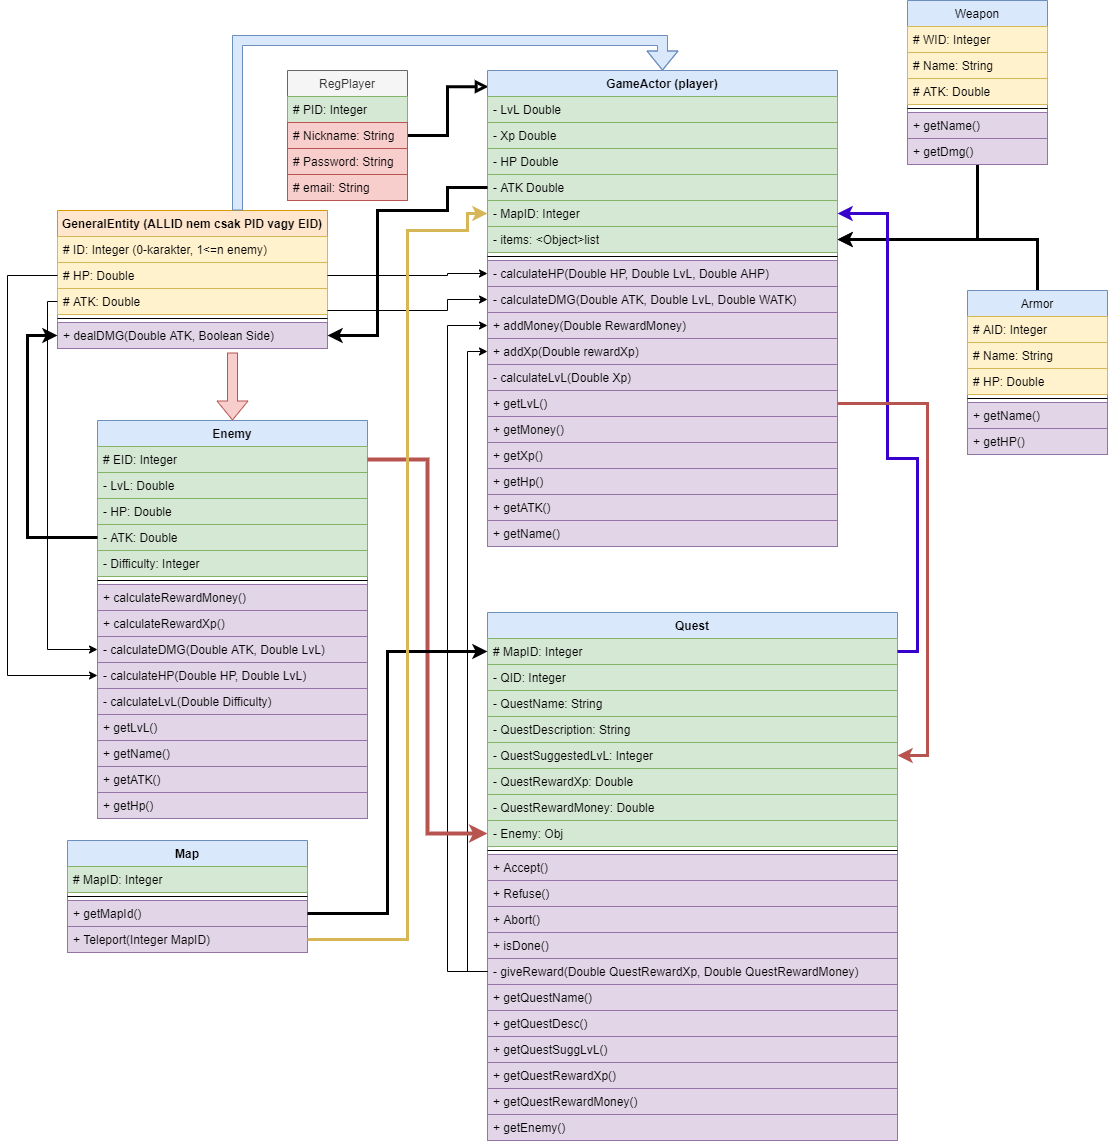 Weapon
# WID: Integer
# Name: String
# ATK: Double
+ getName()
+ getDmg()
RegPlayer
# PID: Integer
# Nickname: String
# Password: String
# email: String
GameActor (player)
- LvL Double
- Xp Double
- HP Double
- ATK Double
- MapID: Integer
- items: <Object>list
- calculateHP(Double HP, Double LvL, Double AHP)
- calculateDMG(Double ATK, Double LvL, Double WATK)
+ addMoney(Double RewardMoney)
+ addXp(Double rewardXp)
- calculateLvL(Double Xp)
+ getLvL()
+ getMoney()
+ getXp()
+ getHp()
+ getATK()
+ getName()
GeneralEntity (ALLID nem csak PID vagy EID)
# ID: Integer (0-karakter, 1<=n enemy)
# HP: Double
# ATK: Double
+ dealDMG(Double ATK, Boolean Side)
Armor
# AID: Integer
# Name: String
# HP: Double
+ getName()
+ getHP()
Enemy
# EID: Integer
- LvL: Double
- HP: Double
- ATK: Double
- Difficulty: Integer
+ calculateRewardMoney()
+ calculateRewardXp()
- calculateDMG(Double ATK, Double LvL)
- calculateHP(Double HP, Double LvL)
- calculateLvL(Double Difficulty)
+ getLvL()
+ getName()
+ getATK()
+ getHp()
Quest
# MapID: Integer
- QID: Integer
- QuestName: String
- QuestDescription: String
- QuestSuggestedLvL: Integer
- QuestRewardXp: Double
- QuestRewardMoney: Double
- Enemy: Obj
+ Accept()
+ Refuse()
+ Abort()
+ isDone()
- giveReward(Double QuestRewardXp, Double QuestRewardMoney)
+ getQuestName()
+ getQuestDesc()
+ getQuestSuggLvL()
+ getQuestRewardXp()
+ getQuestRewardMoney()
+ getEnemy()
Map
# MapID: Integer
+ getMapId()
+ Teleport(Integer MapID)